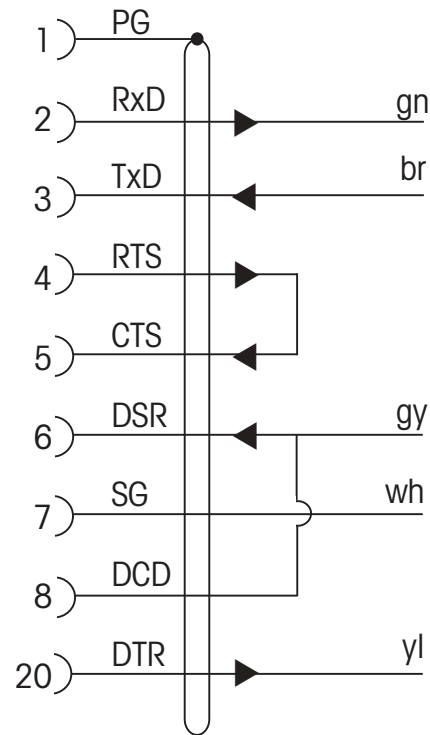 1 PG
2 RxD gn
3 TxD br
4 RTS
5 CTS
6 DSR gy
7 SG wh
8 DCD
20 DTR yl